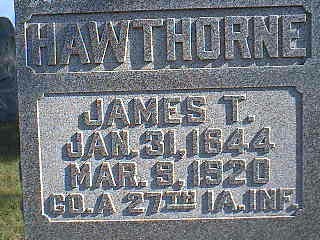 HAWTHORNE
JAMES T.
JAN. 31, 1844
MAR. 9, 1920
CO. A 27TH IA. INF.